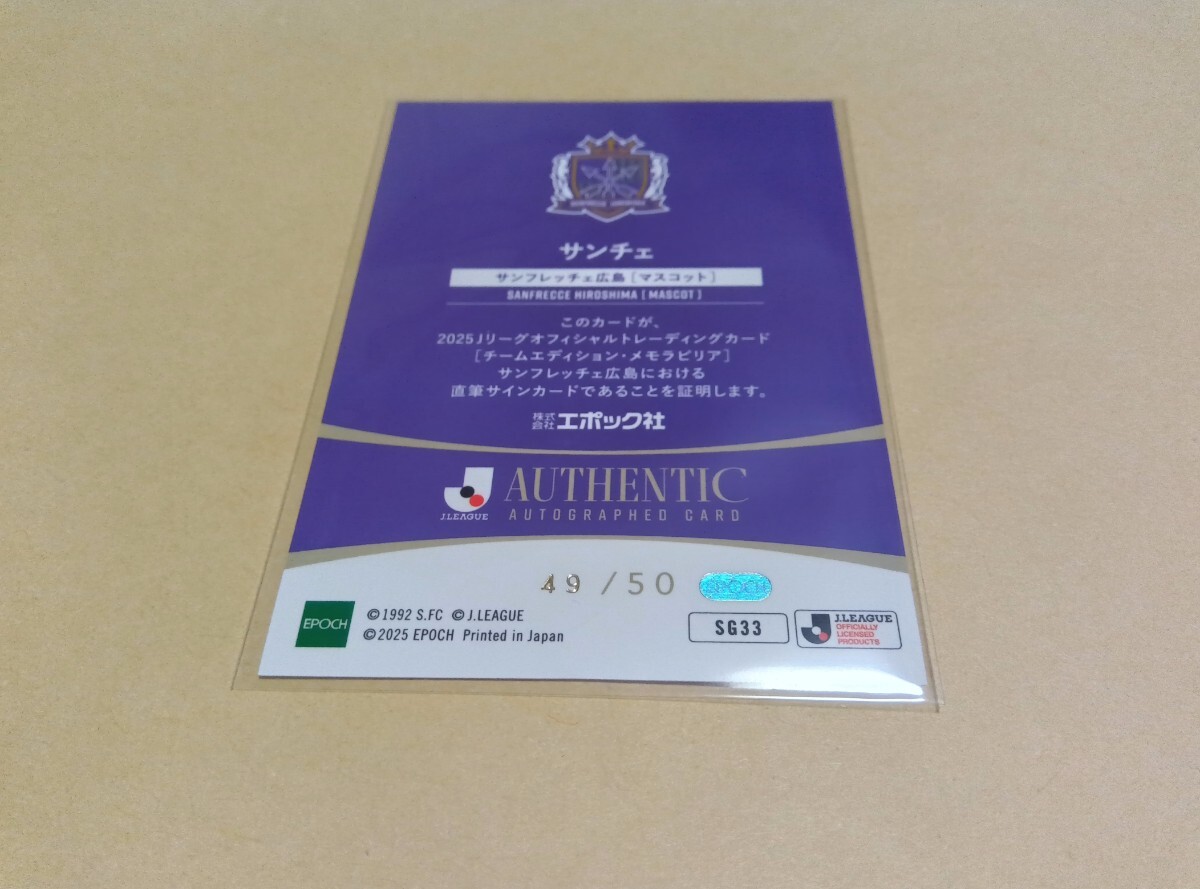 サンチェ
サンフレッチェ広島 [マスコット]
SANFRECCE HIROSHIMA [ MASCOT ]
このカードが、
2025 Jリーグオフィシャルトレーディングカード
[チームエディション・メモラビリア]
サンフレッチェ広島における
直筆サインカードであることを証明します。
株式会社 エポック社
J.LEAGUE
AUTHENTIC
AUTOGRAPHED CARD
49 / 50
EPOCH
EPOCH
©1992 S.FC ©J.LEAGUE
©2025 EPOCH Printed in Japan
SG33
J.LEAGUE
OFFICIALLY
LICENSED
PRODUCTS